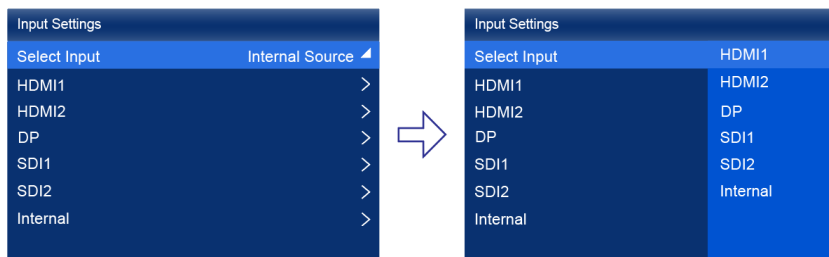 Input Settings
Select Input Internal Source
HDMI1
HDMI2
DP
SDI1
SDI2
Internal
Input Settings
Select Input HDMI1
HDMI1 HDMI2
HDMI2 DP
DP SDI1
SDI1 SDI2
SDI2 Internal
Internal